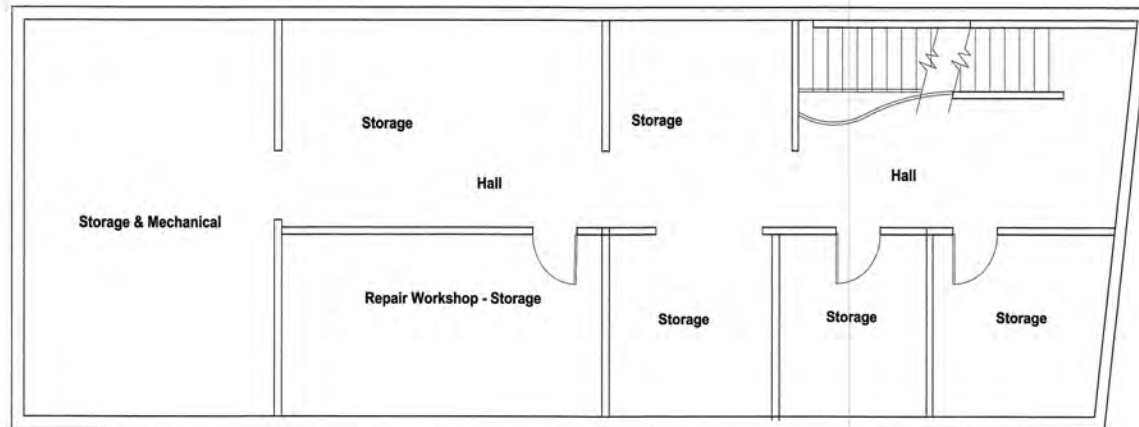 Storage
Storage
Hall
Hall
Storage & Mechanical
Repair Workshop - Storage
Storage
Storage
Storage